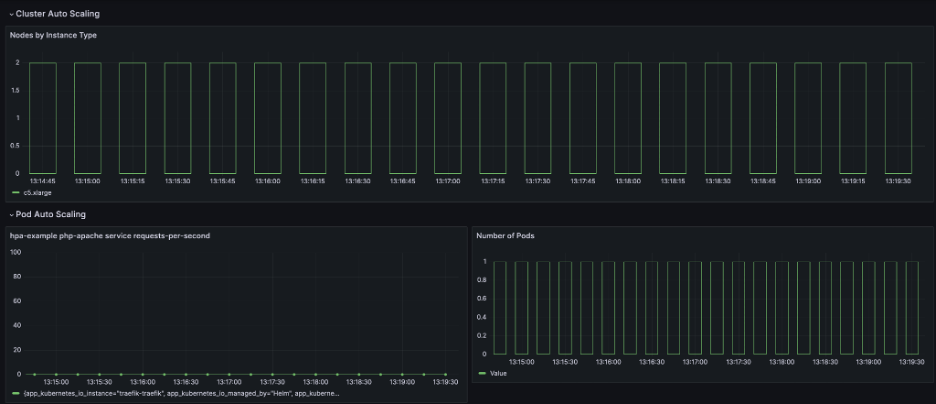 Cluster Auto Scaling
Nodes by Instance Type
2
1.5
1
0.5
0
13:14:45 13:15:00 13:15:15 13:15:30 13:15:45 13:16:00 13:16:15 13:16:30 13:16:45 13:17:00 13:17:15 13:17:30 13:17:45 13:18:00 13:18:15 13:18:30 13:18:45 13:19:00 13:19:15 13:19:30
c5.xlarge
Pod Auto Scaling
hpa-example php-apache service requests-per-second
100
80
60
40
20
0
13:15:00 13:15:30 13:16:00 13:16:30 13:17:00 13:17:30 13:18:00 13:18:30 13:19:00 13:19:30
{app_kubernetes_io_instance="traefik-traefik", app_kubernetes_io_managed_by="Helm", app_kuberne...
Number of Pods
1
0.8
0.6
0.4
0.2
0
13:15:00 13:15:30 13:16:00 13:16:30 13:17:00 13:17:30 13:18:00 13:18:30 13:19:00 13:19:30
Value